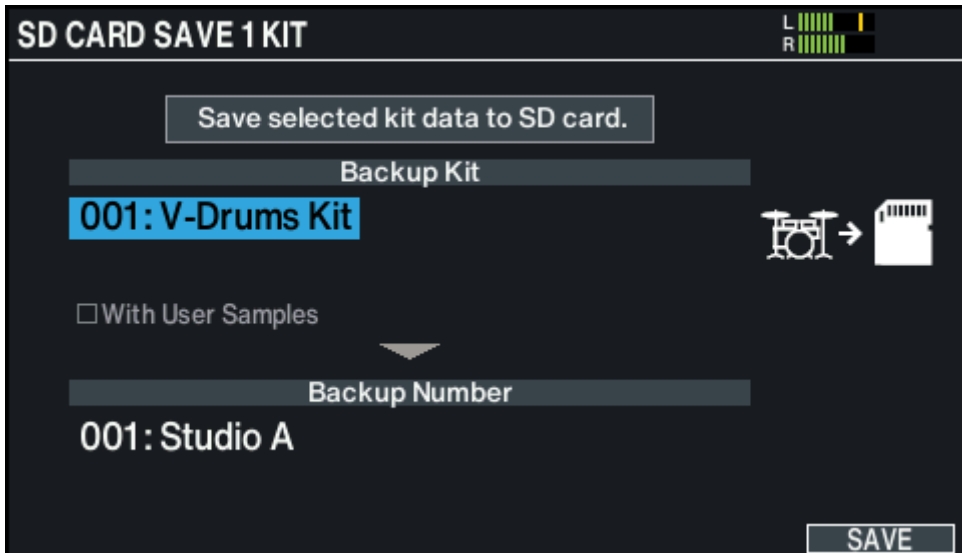 SD CARD SAVE 1 KIT
L
R
Save selected kit data to SD card.
Backup Kit
001: V-Drums Kit
With User Samples
Backup Number
001: Studio A
SAVE